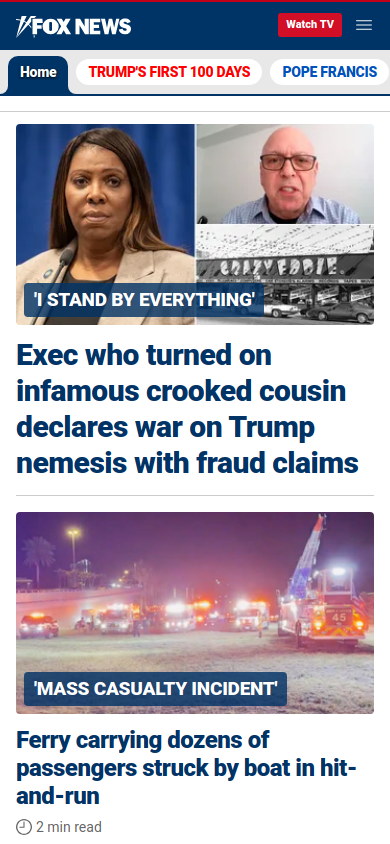 FOX NEWS
Watch TV
Home
TRUMP'S FIRST 100 DAYS
POPE FRANCIS
CRAZY EDDIE
'I STAND BY EVERYTHING'
Exec who turned on
infamous crooked cousin
declares war on Trump
nemesis with fraud claims
45
'MASS CASUALTY INCIDENT'
Ferry carrying dozens of
passengers struck by boat in hit-
and-run
2 min read